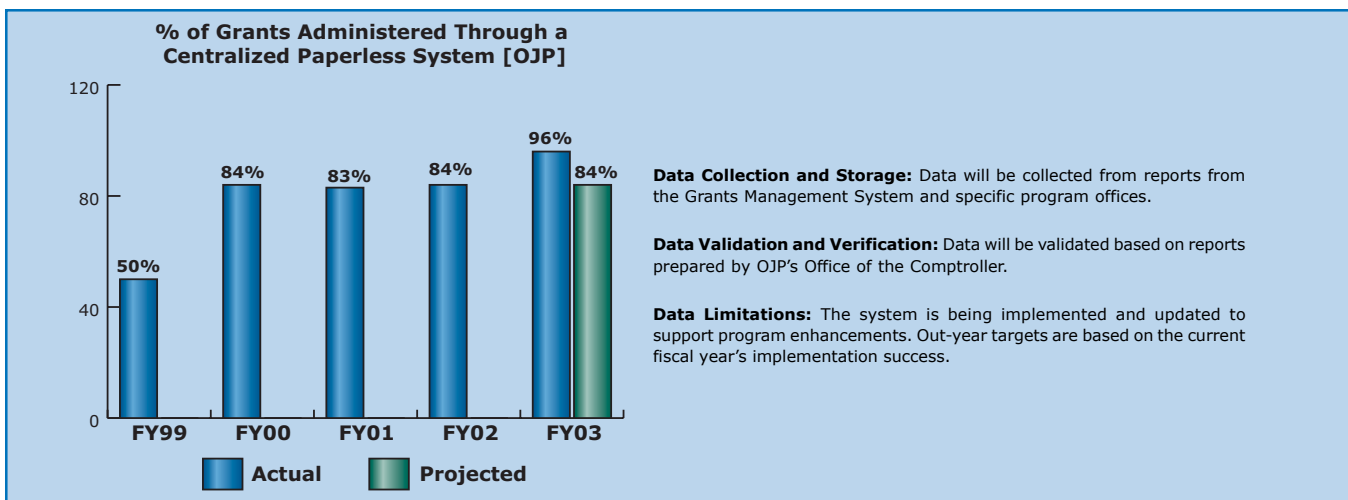 % of Grants Administered Through a
Centralized Paperless System [OJP]
120
80
40
0
50%
84%
83%
84%
96%
84%
FY99
FY00
FY01
FY02
FY03
Actual
Projected
Data Collection and Storage: Data will be collected from reports from
the Grants Management System and specific program offices.
Data Validation and Verification: Data will be validated based on reports
prepared by OJP's Office of the Comptroller.
Data Limitations: The system is being implemented and updated to
support program enhancements. Out-year targets are based on the current
fiscal year's implementation success.